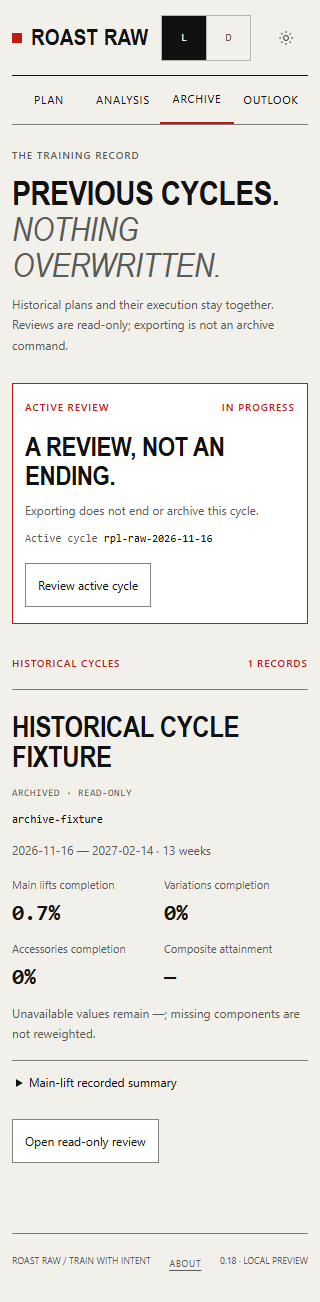 ROAST RAW
L D
PLAN ANALYSIS ARCHIVE OUTLOOK
THE TRAINING RECORD
PREVIOUS CYCLES.
NOTHING
OVERWRITTEN.
Historical plans and their execution stay together.
Reviews are read-only; exporting is not an archive
command.
ACTIVE REVIEW IN PROGRESS
A REVIEW, NOT AN
ENDING.
Exporting does not end or archive this cycle.
Active cycle rpl-raw-2026-11-16
Review active cycle
HISTORICAL CYCLES 1 RECORDS
HISTORICAL CYCLE
FIXTURE
ARCHIVED · READ-ONLY
archive-fixture
2026-11-16 — 2027-02-14 · 13 weeks
Main lifts completion Variations completion
0.7% 0%
Accessories completion Composite attainment
0% —
Unavailable values remain —; missing components are
not reweighted.
Main-lift recorded summary
Open read-only review
ROAST RAW / TRAIN WITH INTENT ABOUT 0.18 · LOCAL PREVIEW